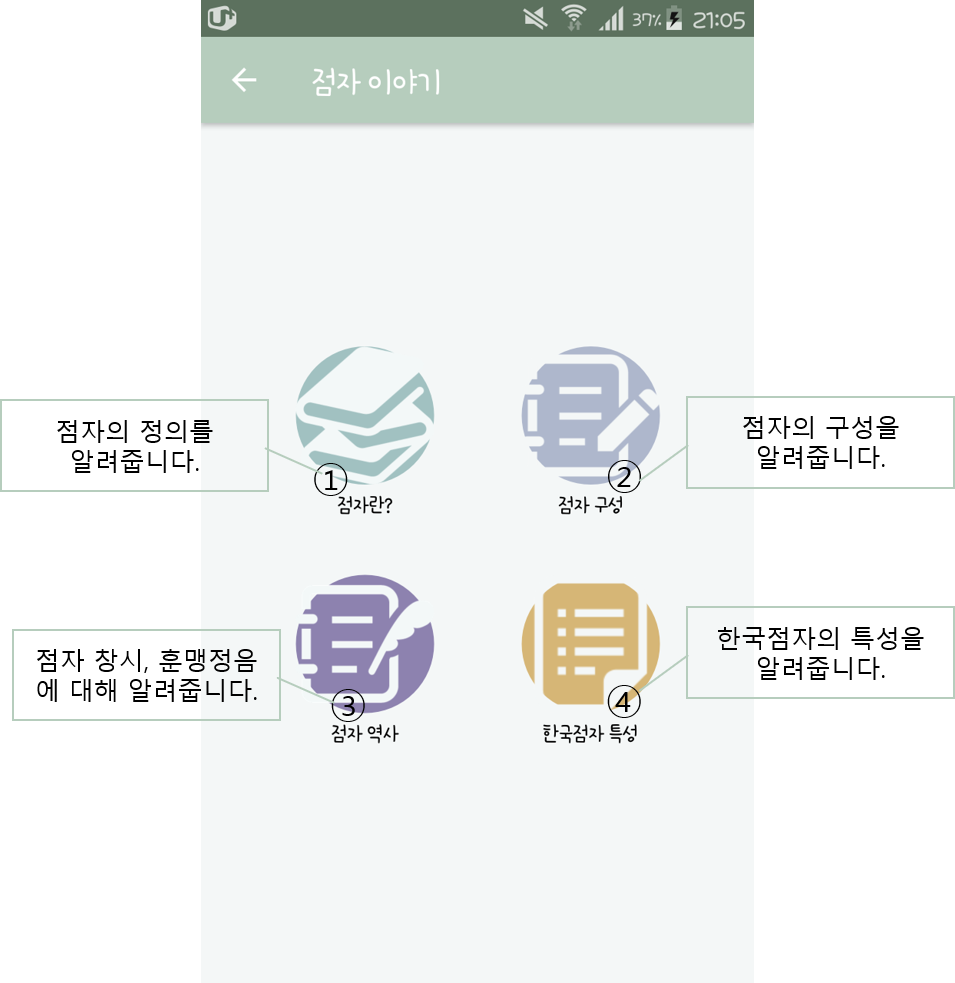 37% 21:05
점자 이야기
점자의 정의를
알려줍니다.
①
점자란?
점자의 구성을
알려줍니다.
②
점자 구성
점자 창시, 훈맹정음
에 대해 알려줍니다.
③
점자 역사
한국점자의 특성을
알려줍니다.
④
한국점자 특성